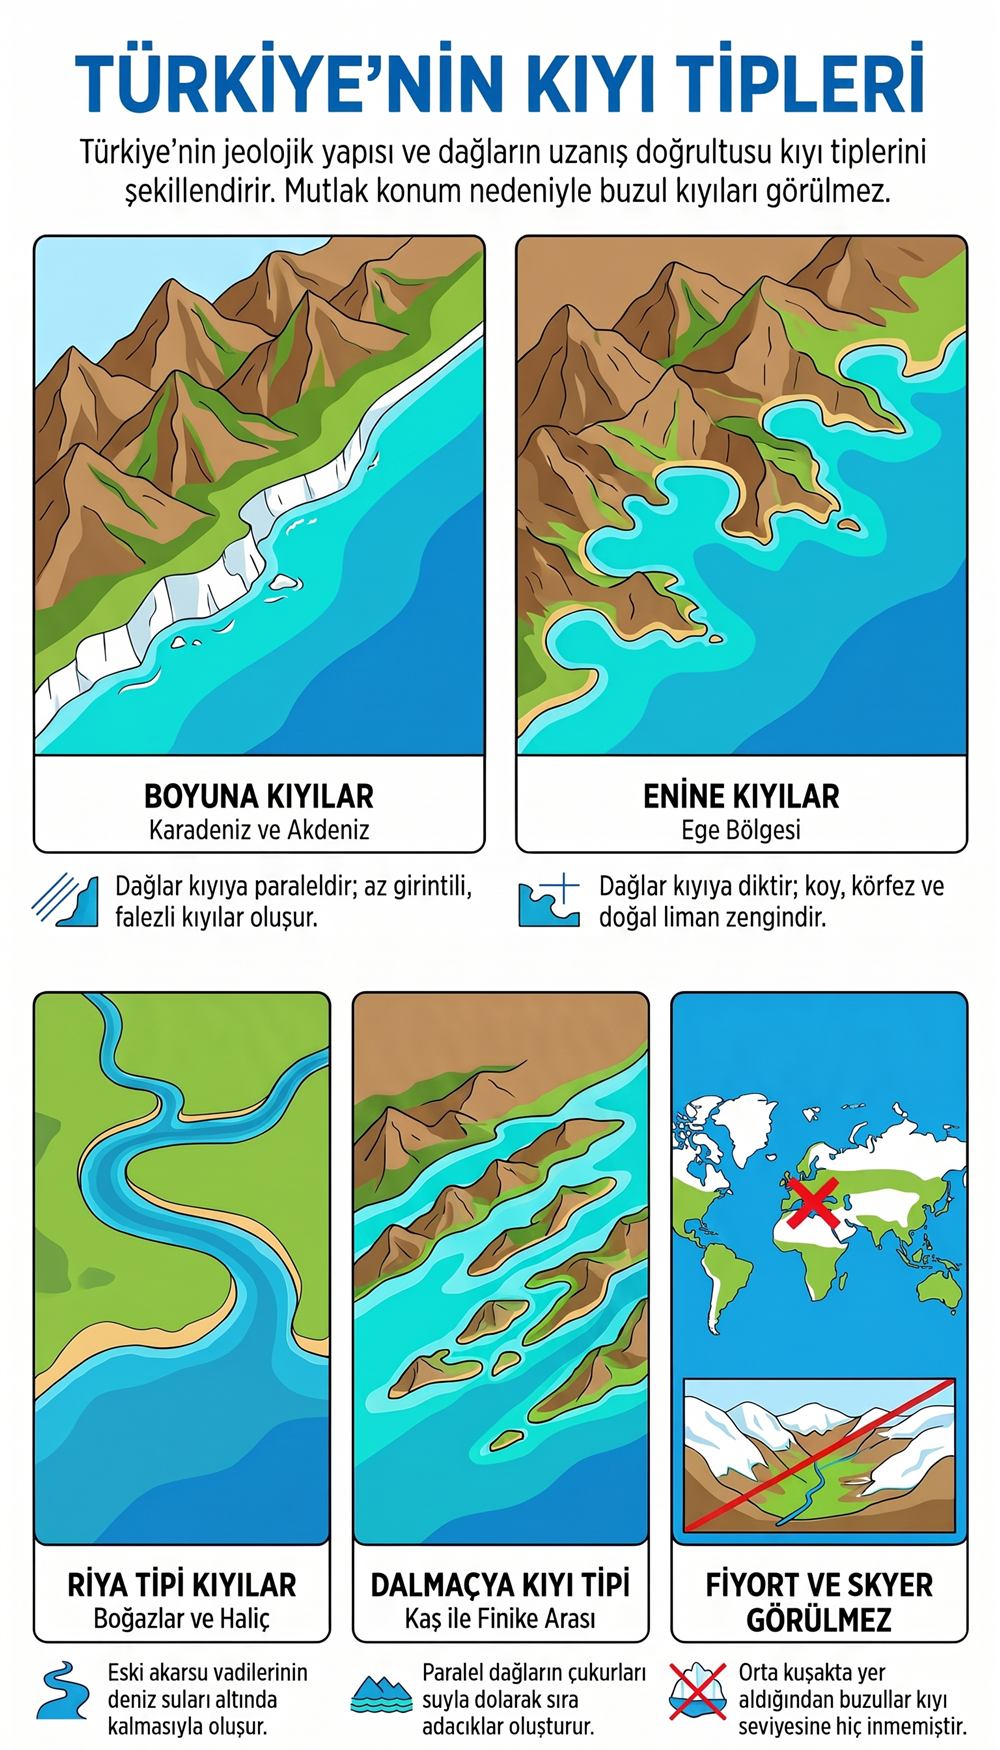 TÜRKİYE’NİN KIYI TİPLERİ
Türkiye’nin jeolojik yapısı ve dağların uzanış doğrultusu kıyı tiplerini
şekillendirir. Mutlak konum nedeniyle buzul kıyıları görülmez.
BOYUNA KIYILAR
Karadeniz ve Akdeniz
Dağlar kıyıya paraleldir; az girintili,
falezli kıyılar oluşur.
ENİNE KIYILAR
Ege Bölgesi
Dağlar kıyıya diktir; koy, körfez ve
doğal liman zengindir.
RİYA TİPİ KIYILAR
Boğazlar ve Haliç
Eski akarsu vadilerinin
deniz suları altında
kalmasıyla oluşur.
DALMAÇYA KIYI TİPİ
Kaş ile Finike Arası
Paralel dağların çukurları
suyla dolarak sıra
adacıklar oluşturur.
FİYORT VE SKYER
GÖRÜLMEZ
Orta kuşakta yer
aldığından buzullar kıyı
seviyesine hiç inmemiştir.